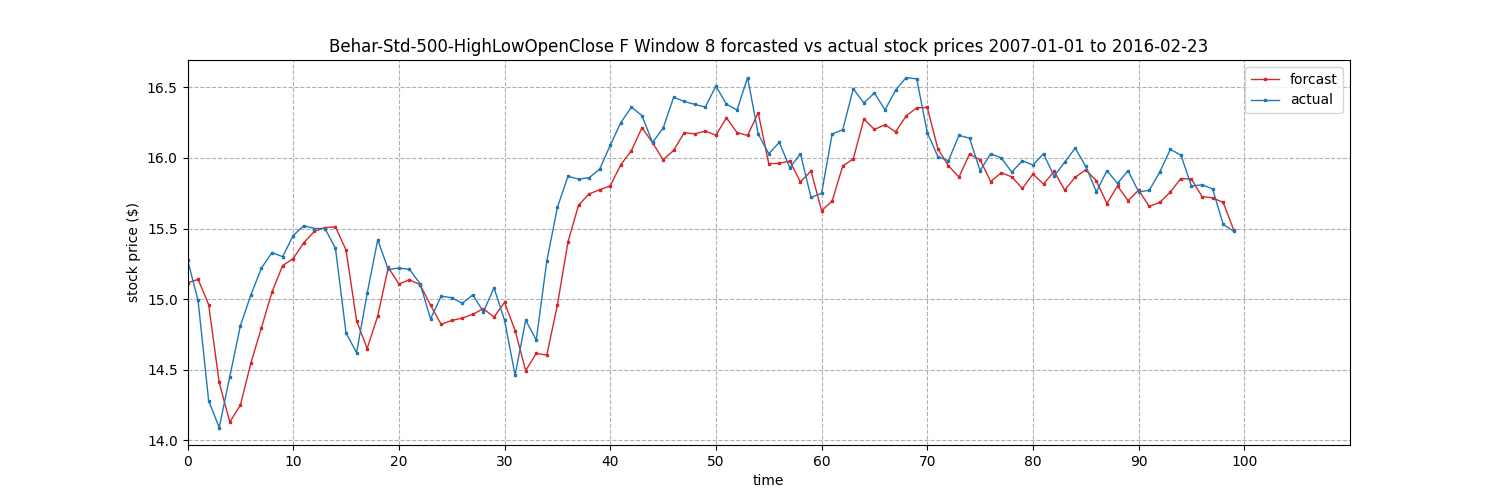 Behar-Std-500-HighLowOpenClose F Window 8 forcasted vs actual stock prices 2007-01-01 to 2016-02-23
forcast
actual
16.5
16.0
15.5
15.0
14.5
14.0
stock price ($)
0 10 20 30 40 50 60 70 80 90 100
time